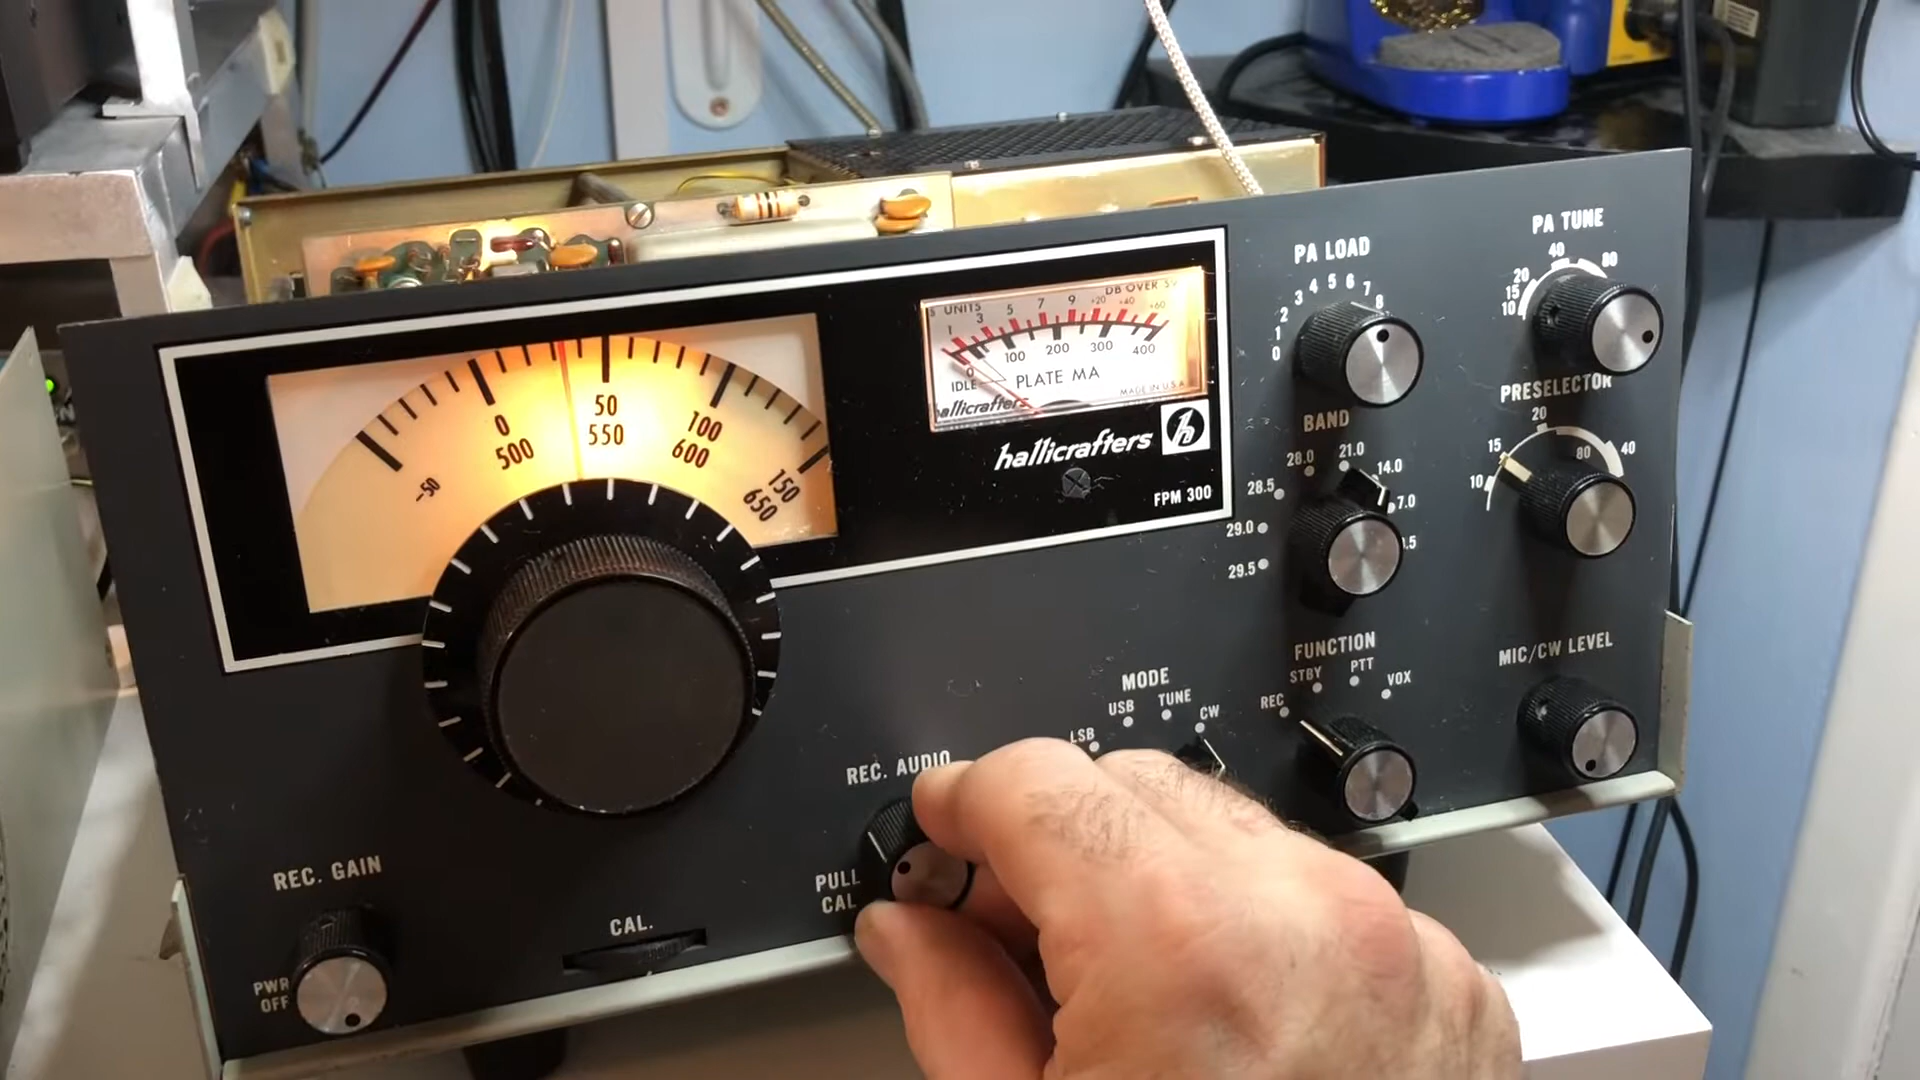 -50
0
500
50
550
100
600
150
650
S UNITS
DB OVER S9
1 3 5 7 9 +20 +40 +60
0 100 200 300 400
IDLE
PLATE MA
MADE IN U.S.A.
hallicrafters
hallicrafters h
FPM 300
PA LOAD
0 1 2 3 4 5 6 7 8
PA TUNE
10 15 20 40 80
BAND
29.5 29.0 28.5 28.0 21.0 14.0 7.0 .5
PRESELECTOR
10 15 20 80 40
MODE
LSB USB TUNE CW
FUNCTION
REC STBY PTT VOX
MIC/CW LEVEL
REC. AUDIO
PULL
CAL
REC. GAIN
PWR
OFF
CAL.